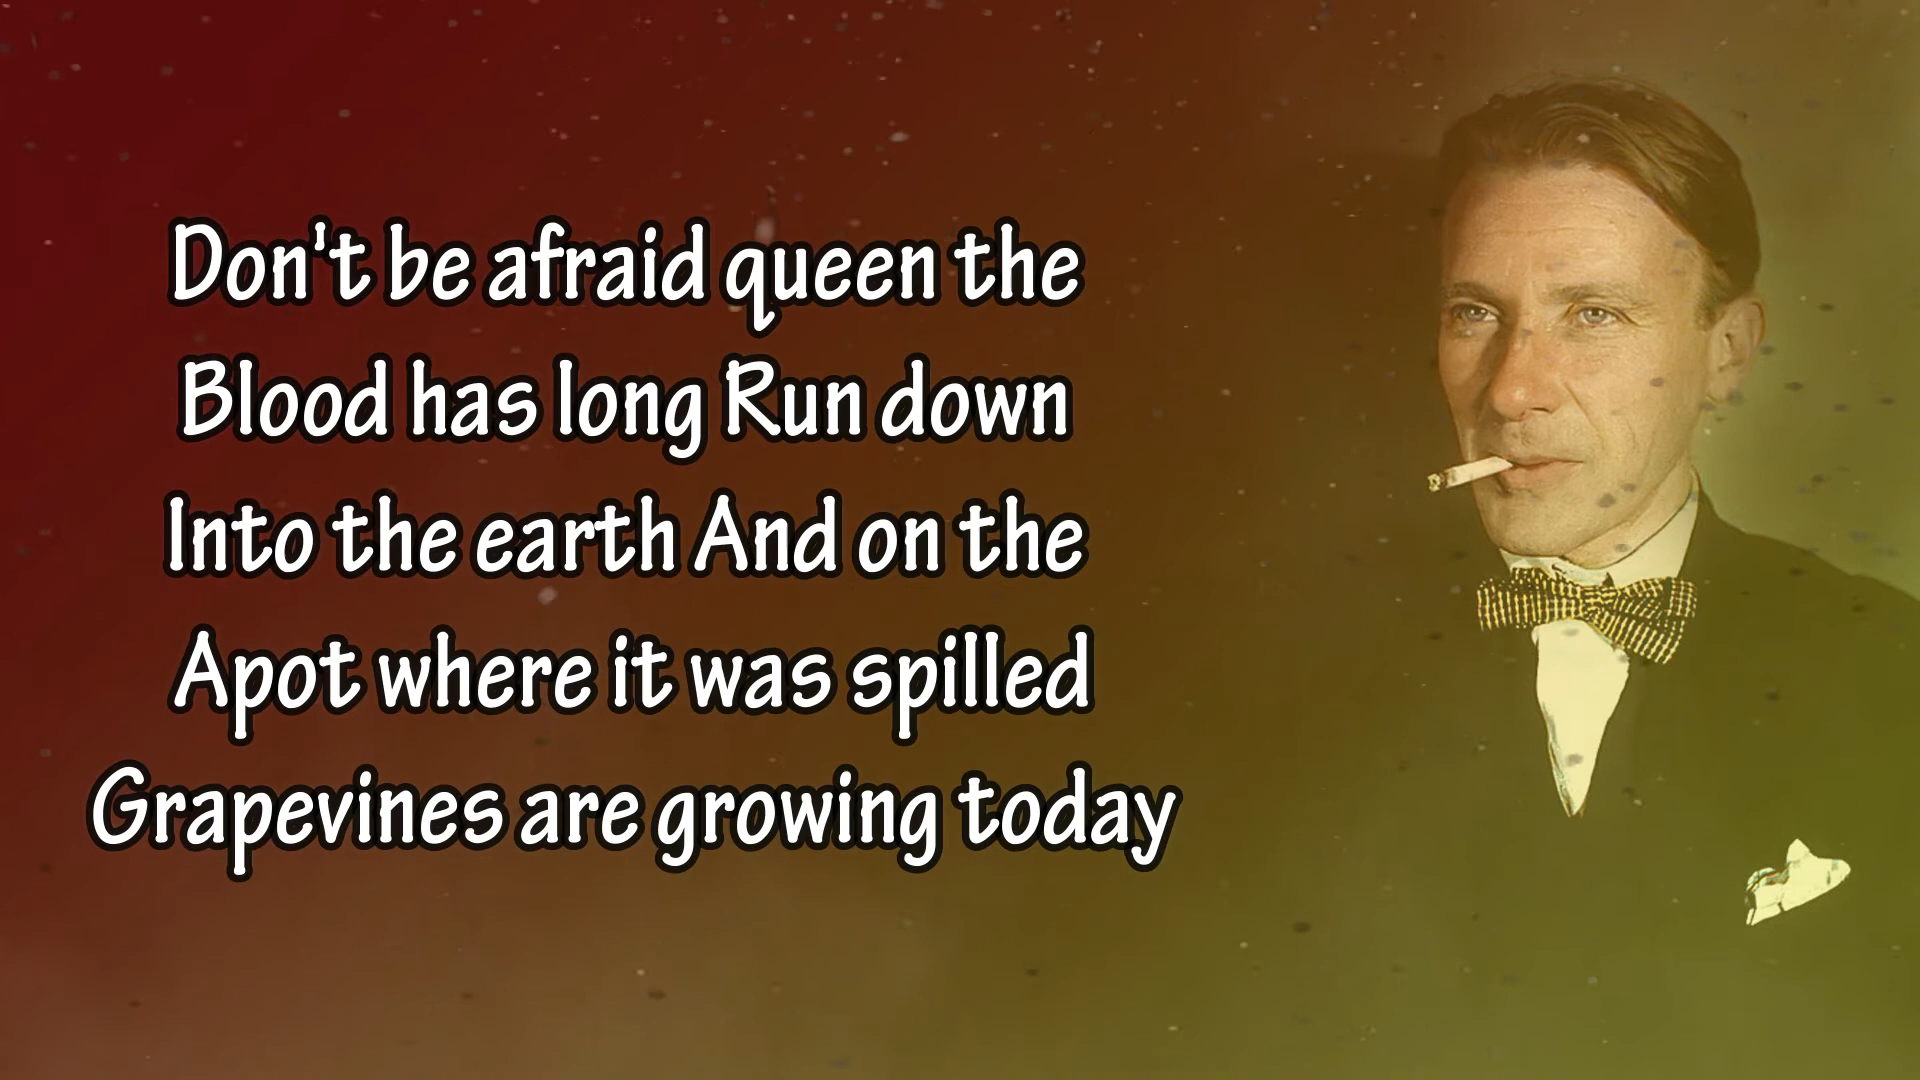 Don't be afraid queen the
Blood has long Run down
Into the earth And on the
Apot where it was spilled
Grapevines are growing today